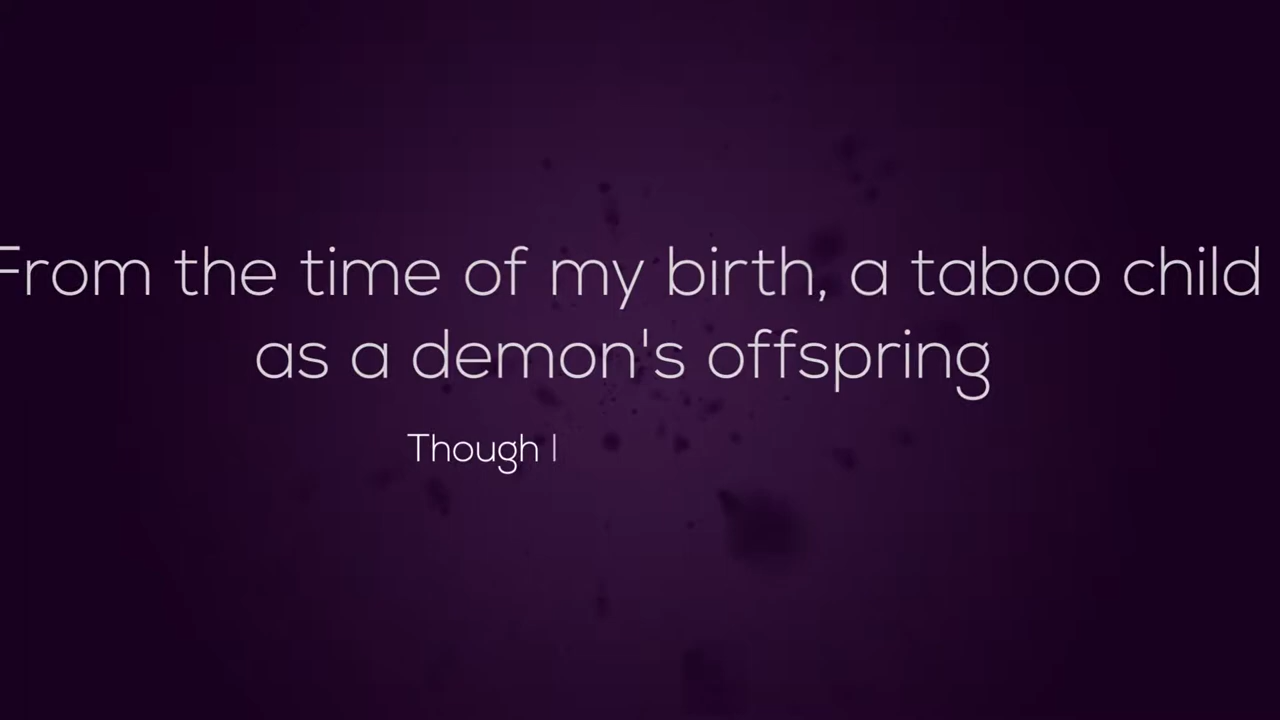 From the time of my birth, a taboo child
as a demon's offspring
Though I